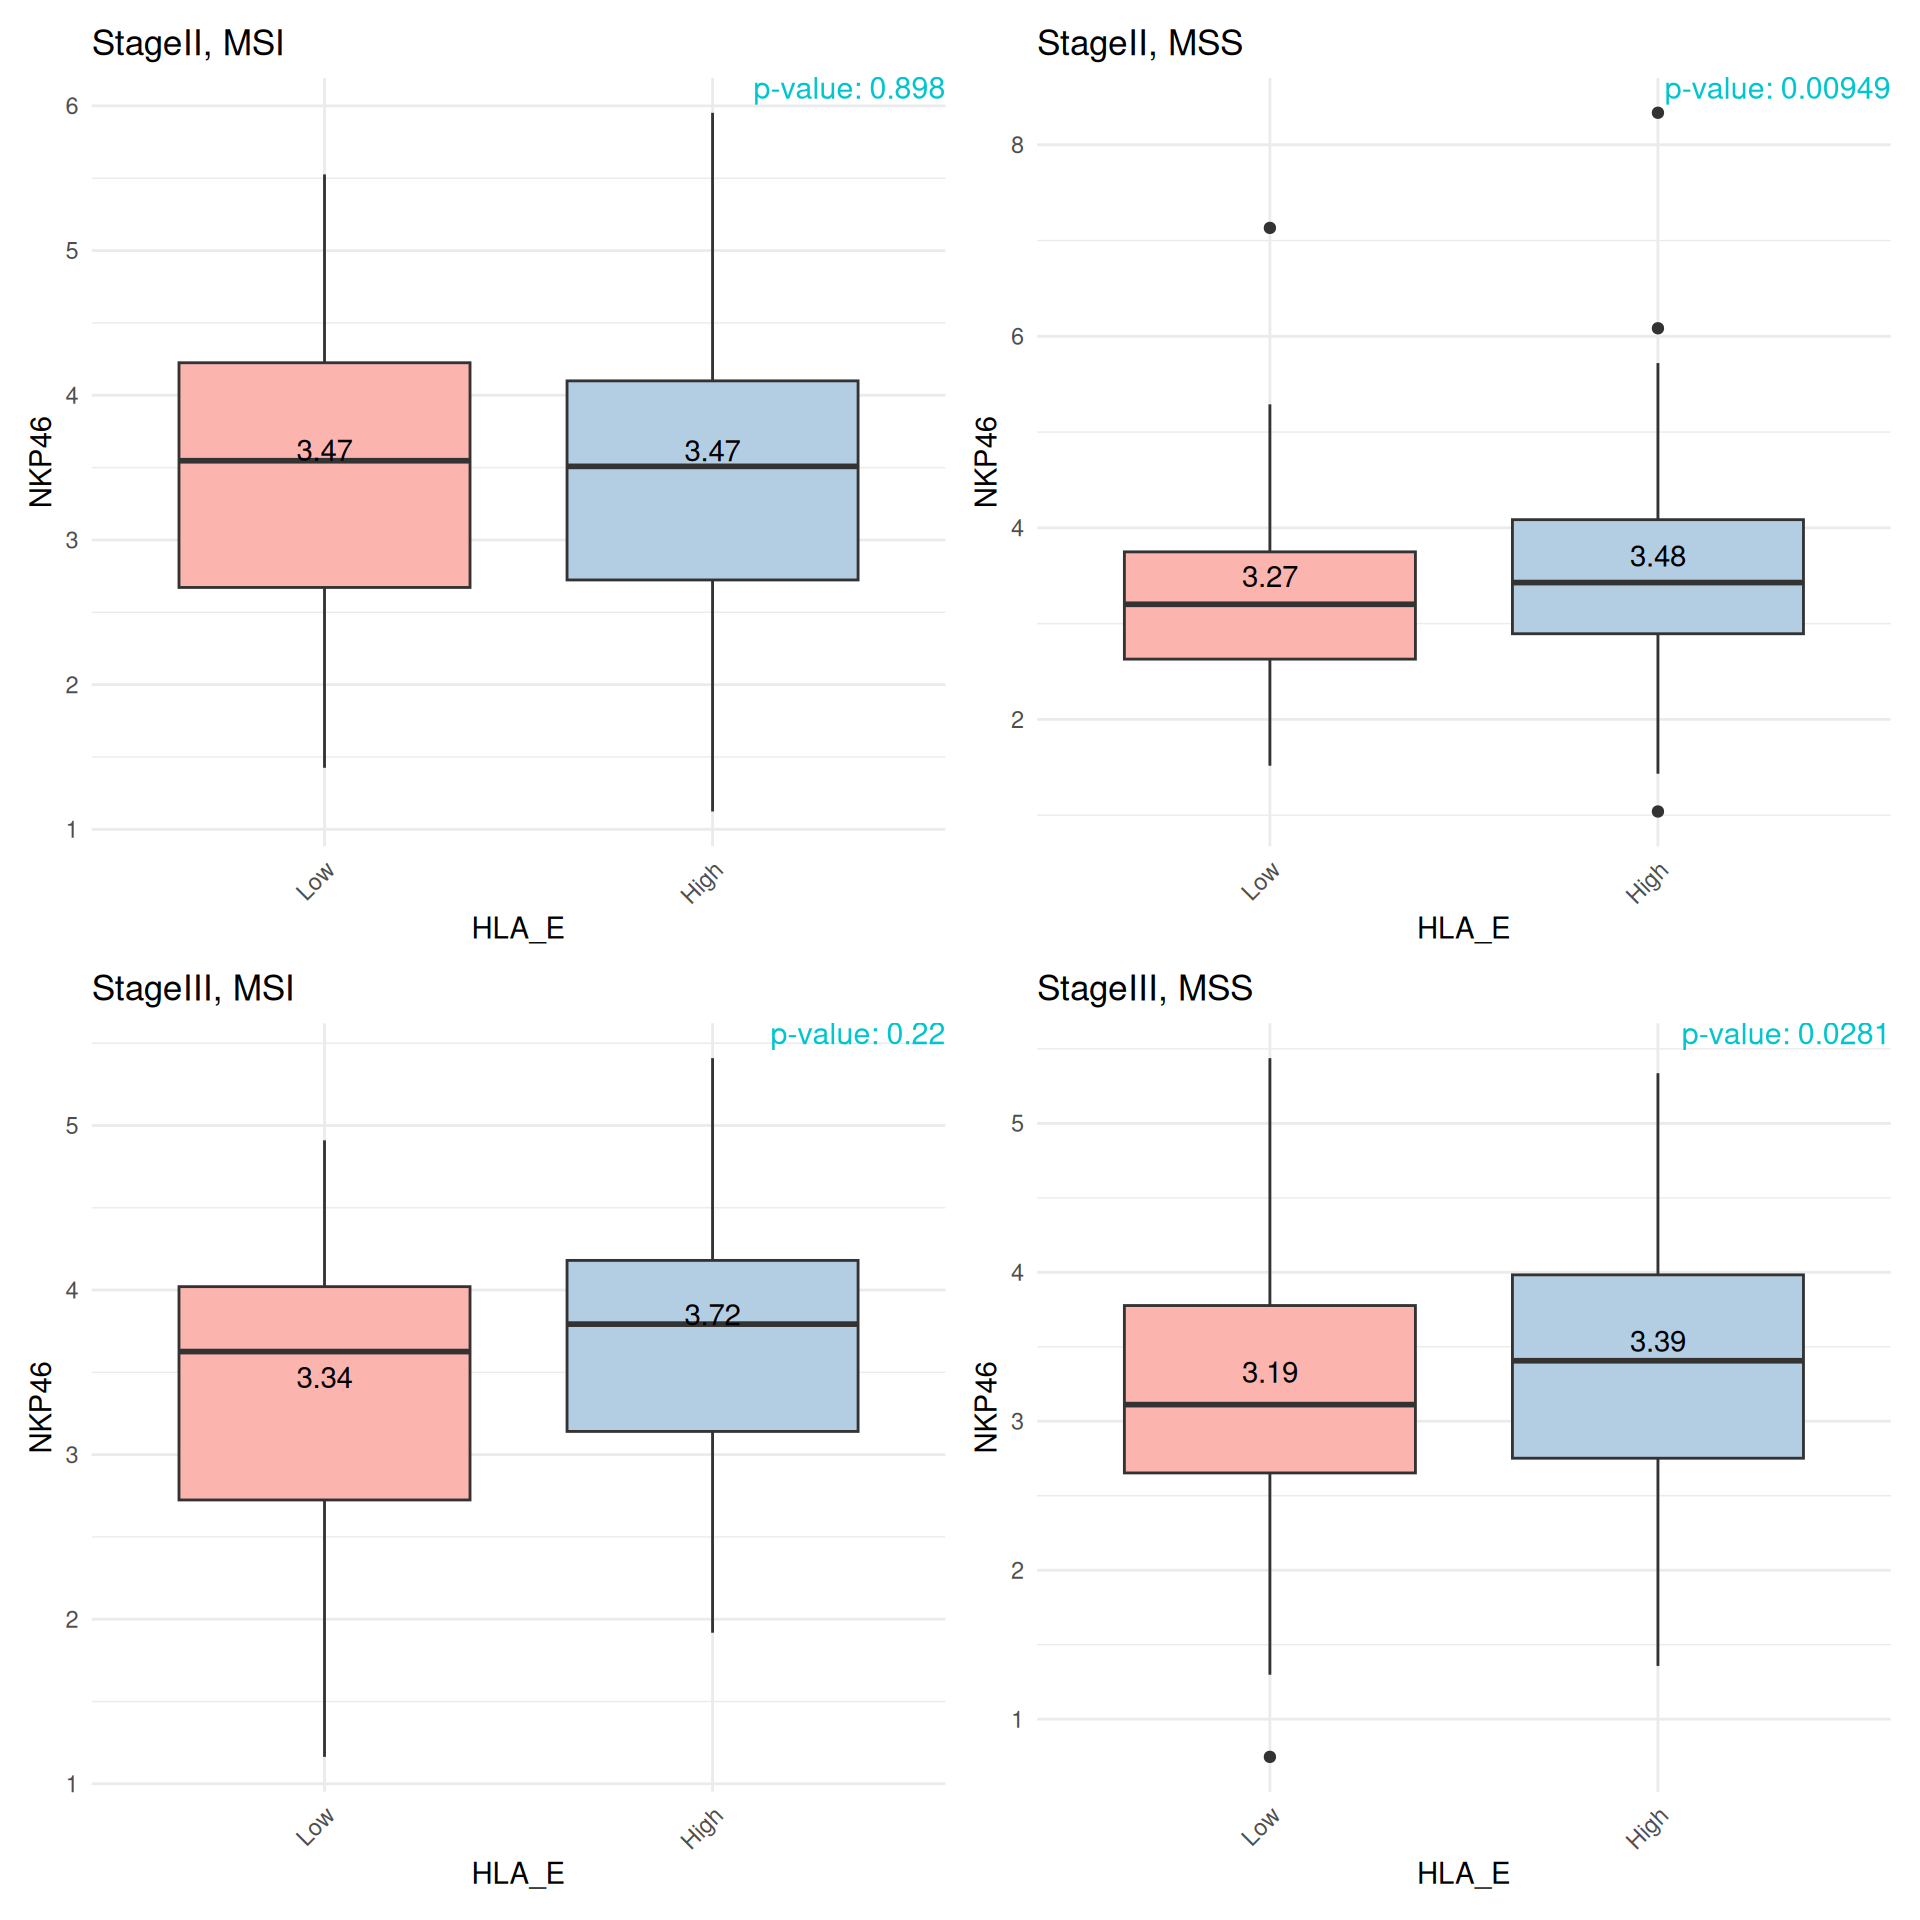 StageII, MSI
p-value: 0.898
6
5
4
3
2
1
NKP46
3.47
3.47
Low
High
HLA_E
StageII, MSS
p-value: 0.00949
8
6
4
2
NKP46
3.27
3.48
Low
High
HLA_E
StageIII, MSI
p-value: 0.22
5
4
3
2
1
NKP46
3.34
3.72
Low
High
HLA_E
StageIII, MSS
p-value: 0.0281
5
4
3
2
1
NKP46
3.19
3.39
Low
High
HLA_E